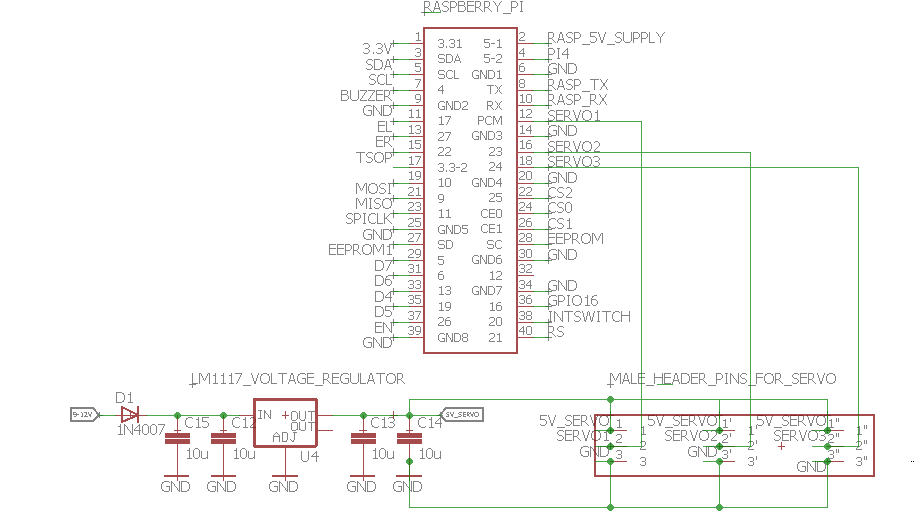 RASPBERRY_PI
3.3V 1 3.31 5-1 2 RASP_5V_SUPPLY
SDA 3 SDA 5-2 4 PI4
SCL 5 SCL GND1 6 GND
BUZZER 7 4 TX 8 RASP_TX
GND 9 GND2 RX 10 RASP_RX
EL 11 17 PCM 12 SERVO1
ER 13 27 GND3 14 GND
TSOP 15 22 23 16 SERVO2
17 3.3-2 24 18 SERVO3
MOSI 19 10 GND4 20 GND
MISO 21 9 25 22 CS2
SPICLK 23 11 CE0 24 CS0
GND 25 GND5 CE1 26 CS1
EEPROM1 27 SD SC 28 EEPROM
D7 29 5 GND6 30 GND
D6 31 6 12 32
D4 33 13 GND7 34 GND
D5 35 19 16 36 GPIO16
EN 37 26 20 38 INTSWITCH
GND 39 GND8 21 40 RS
LM1117_VOLTAGE_REGULATOR
MALE_HEADER_PINS_FOR_SERVO
9-12V
D1
1N4007
C15
10u
C12
10u
IN +OUT
OUT
ADJ
U4
C13
10u
C14
10u
5V_SERVO
GND GND GND GND GND
5V_SERVO 1 1 5V_SERVO 1' 1' 5V_SERVO 1" 1"
SERVO1 2 2 SERVO2 2' 2' SERVO3 2" 2"
GND 3 3 GND 3' 3' GND 3" 3"